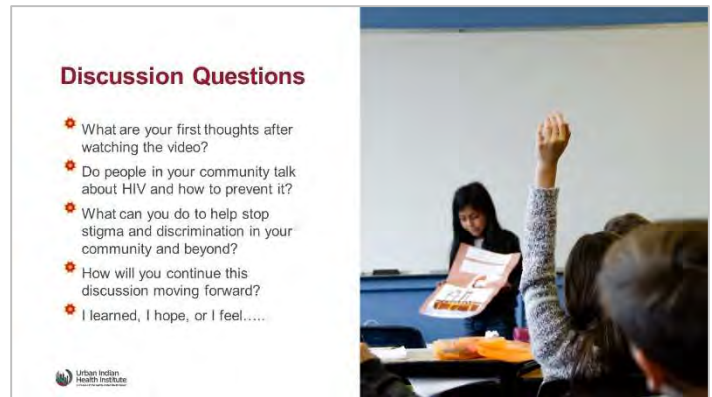 Discussion Questions
What are your first thoughts after
watching the video?
Do people in your community talk
about HIV and how to prevent it?
What can you do to help stop
stigma and discrimination in your
community and beyond?
How will you continue this
discussion moving forward?
I learned, I hope, or I feel…..
Urban Indian
Health Institute